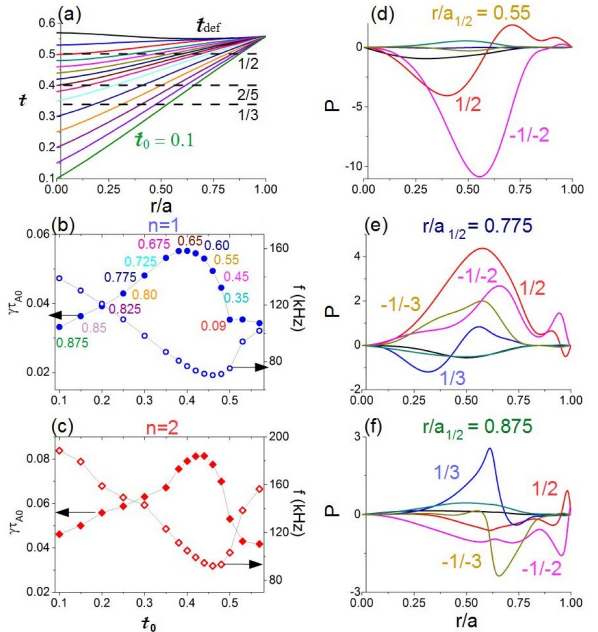 (a)
0.6
0.5
0.4
0.3
0.2
0.1
ƭ
ƭdef
1/2
2/5
1/3
ƭ0 = 0.1
0.00 0.25 0.50 0.75 1.00
r/a
(b) n=1
0.06
0.04
0.02
γτA0
0.875
0.85
0.825
0.80
0.775
0.725
0.675
0.65
0.60
0.55
0.45
0.35
0.09
160
120
80
f (kHz)
0.1 0.2 0.3 0.4 0.5
(c) n=2
0.08
0.06
0.04
0.02
γτA0
200
180
150
120
90
f (kHz)
0.1 0.2 0.3 0.4 0.5
ƭ0
(d) r/a1/2 = 0.55
0
-5
-10
P
1/2
-1/-2
0.00 0.25 0.50 0.75 1.00
(e) r/a 1/2 = 0.775
4
2
0
-2
P
-1/-3
-1/-2
1/2
1/3
0.00 0.25 0.50 0.75 1.00
(f) r/a1/2 = 0.875
3
0
-3
P
1/3
1/2
-1/-3
-1/-2
0.00 0.25 0.50 0.75 1.00
r/a